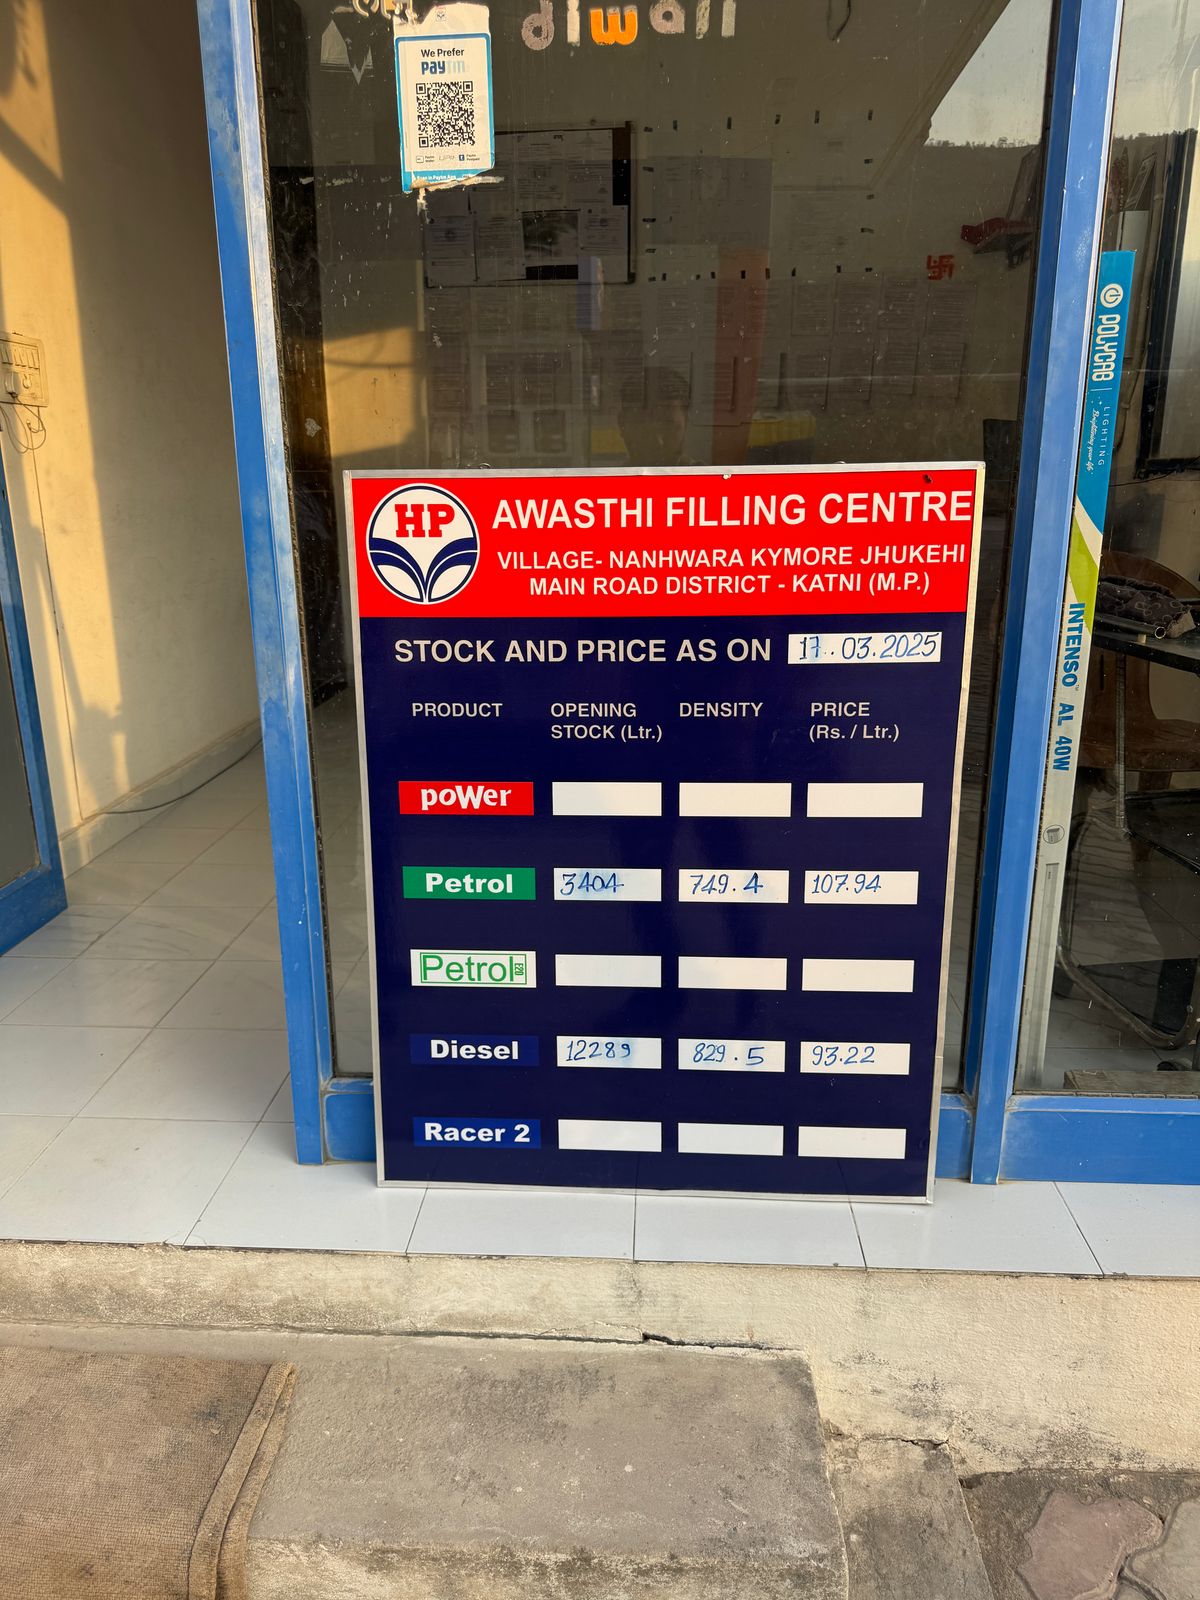 diwali
We Prefer
paytm
HP
AWASTHI FILLING CENTRE
VILLAGE- NANHWARA KYMORE JHUKEHI
MAIN ROAD DISTRICT - KATNI (M.P.)
STOCK AND PRICE AS ON 17..03.2025
PRODUCT OPENING STOCK (Ltr.) DENSITY PRICE (Rs. / Ltr.)
poWer
Petrol 3404 749.4 107.94
Petrol E20
Diesel 12289 829.5 93.22
Racer 2
POLYCAB
LIGHTING
INTENSO AL 40W